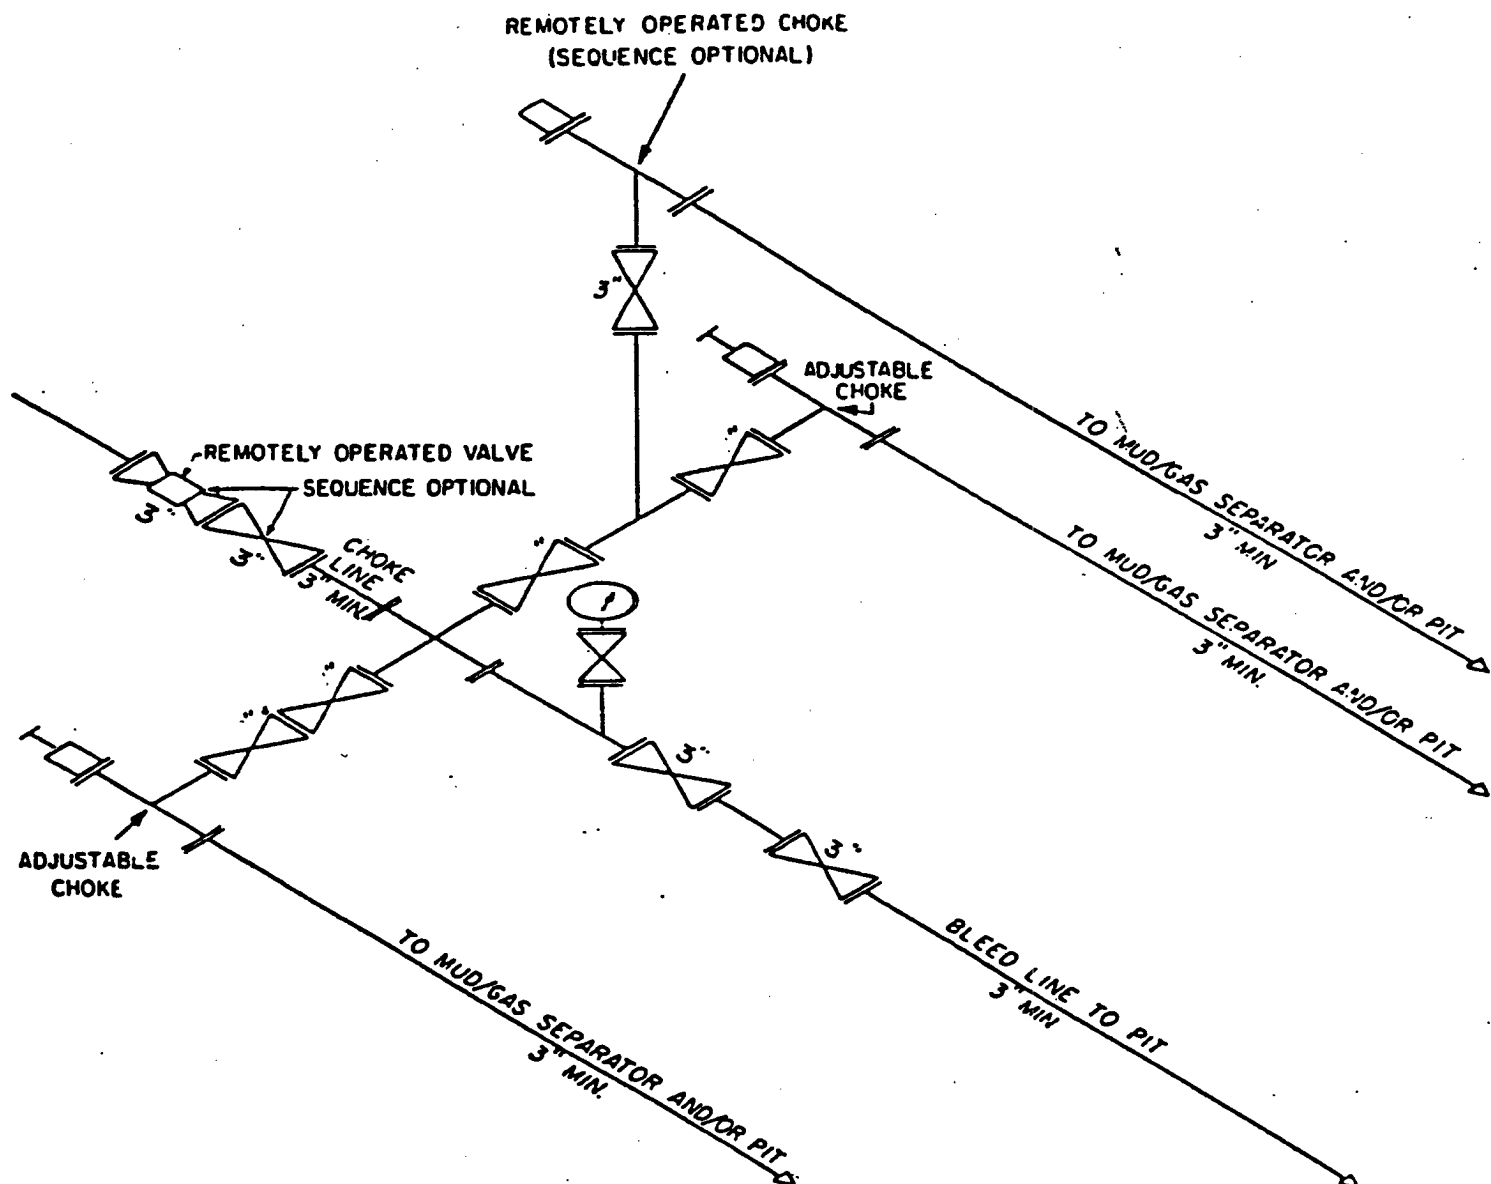 REMOTELY OPERATED CHOKE
(SEQUENCE OPTIONAL)
3"
ADJUSTABLE
CHOKE
"
REMOTELY OPERATED VALVE
SEQUENCE OPTIONAL
3"
3"
CHOKE
LINE
3" MIN.
"
"
"
3"
3"
ADJUSTABLE
CHOKE
TO MUD/GAS SEPARATOR AND/OR PIT
3" MIN
TO MUD/GAS SEPARATOR AND/OR PIT
3" MIN.
BLEED LINE TO PIT
3" MIN
TO MUD/GAS SEPARATOR AND/OR PIT
3" MIN.